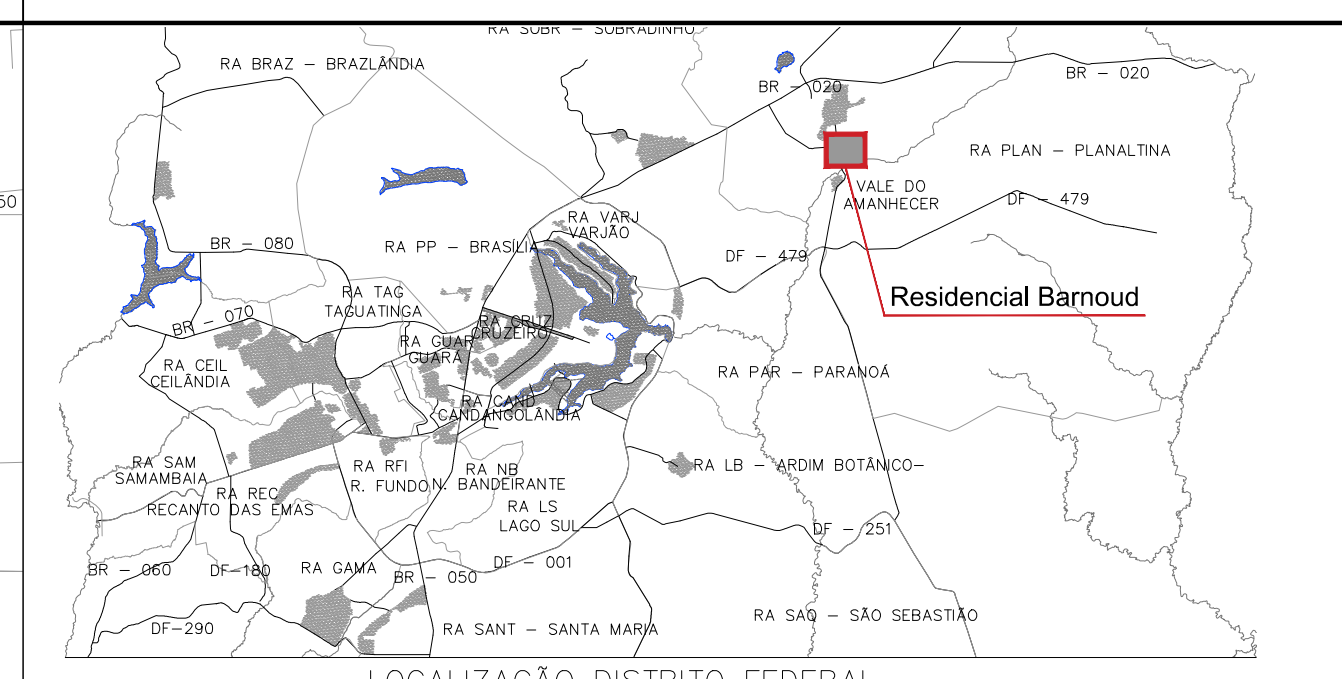 RA SOBR – SOBRADINHO
RA BRAZ – BRAZLÂNDIA
BR – 020
BR – 020
RA PLAN – PLANALTINA
VALE DO
AMANHECER
DF – 479
50
RA VARJ
VARJÃO
BR – 080
RA PP – BRASÍLIA
DF – 479
RA TAG
TAGUATINGA
Residencial Barnoud
BR – 070
RA CRUZ
CRUZEIRO
RA GUAR
GUARÁ
RA CEIL
CEILÂNDIA
RA PAR – PARANOÁ
RA CAND
CANDANGOLÂNDIA
RA SAM
SAMAMBAIA
RA RFI
R. FUNDO
RA NB
N. BANDEIRANTE
RA LB – ARDIM BOTÂNICO–
RA REC
RECANTO DAS EMAS
RA LS
LAGO SUL
DF – 251
BR – 060
DF–180
RA GAMA
BR – 050
DF – 001
DF–290
RA SANT – SANTA MARIA
RA SAO – SÃO SEBASTIÃO
LOCALIZAÇÃO DISTRITO FEDERAL